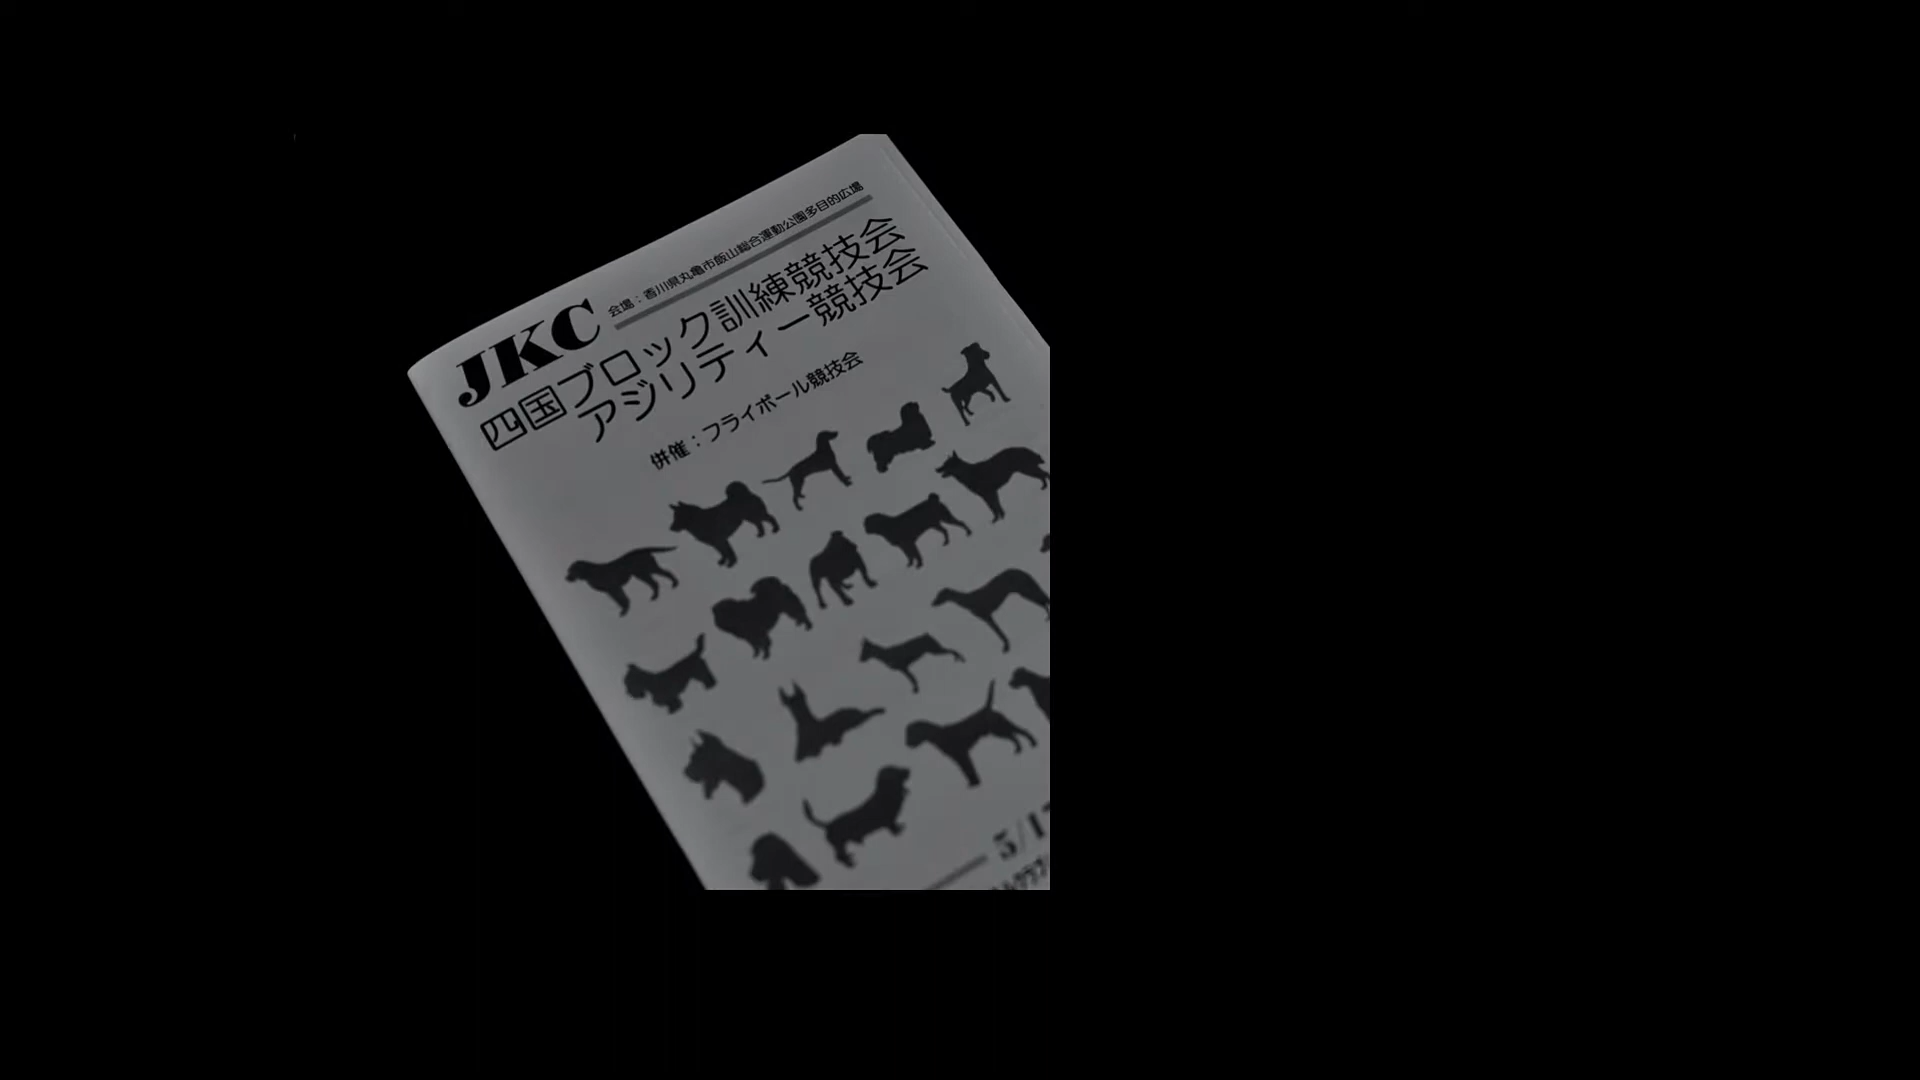 会場：香川県丸亀市飯山総合運動公園多目的広場
JKC
四国ブロック訓練競技会
アジリティー競技会
併催：フライボール競技会
5/17